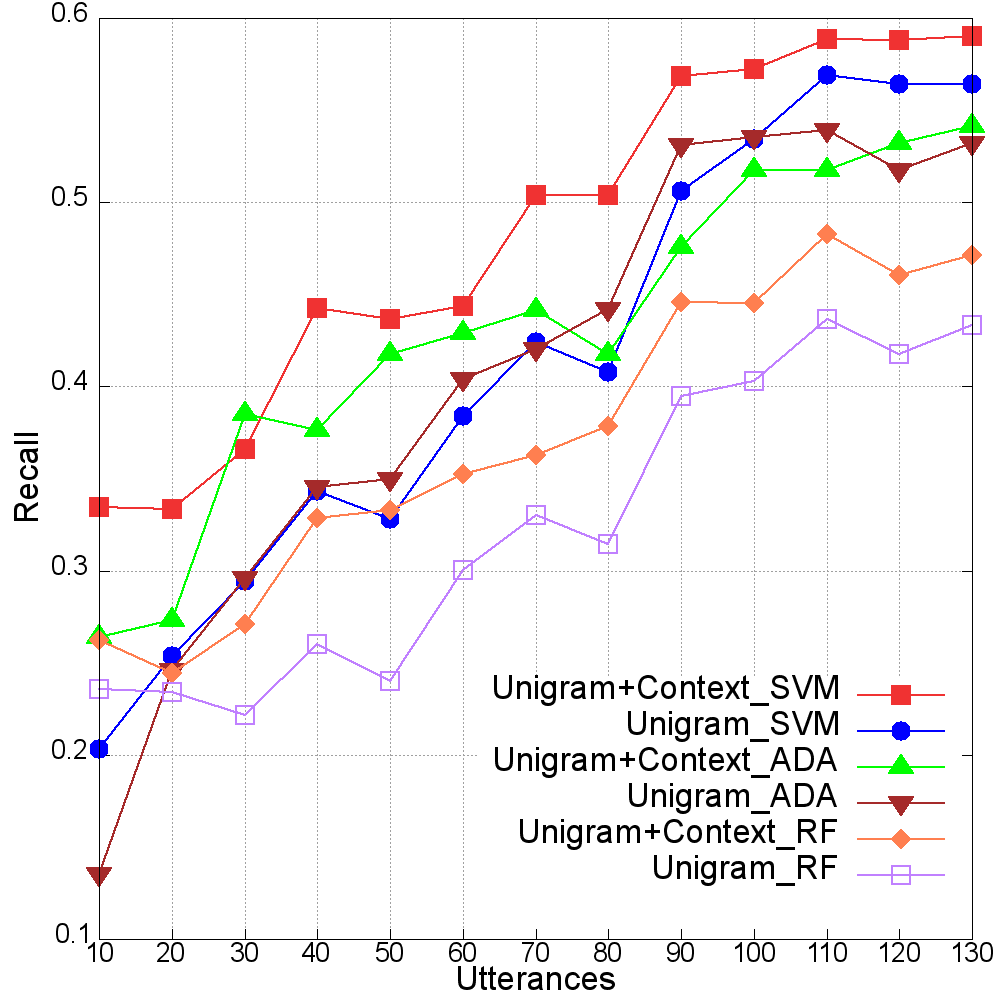 0.6
0.5
0.4
0.3
0.2
0.1
Recall
Unigram+Context_SVM
Unigram_SVM
Unigram+Context_ADA
Unigram_ADA
Unigram+Context_RF
Unigram_RF
10 20 30 40 50 60 70 80 90 100 110 120 130
Utterances